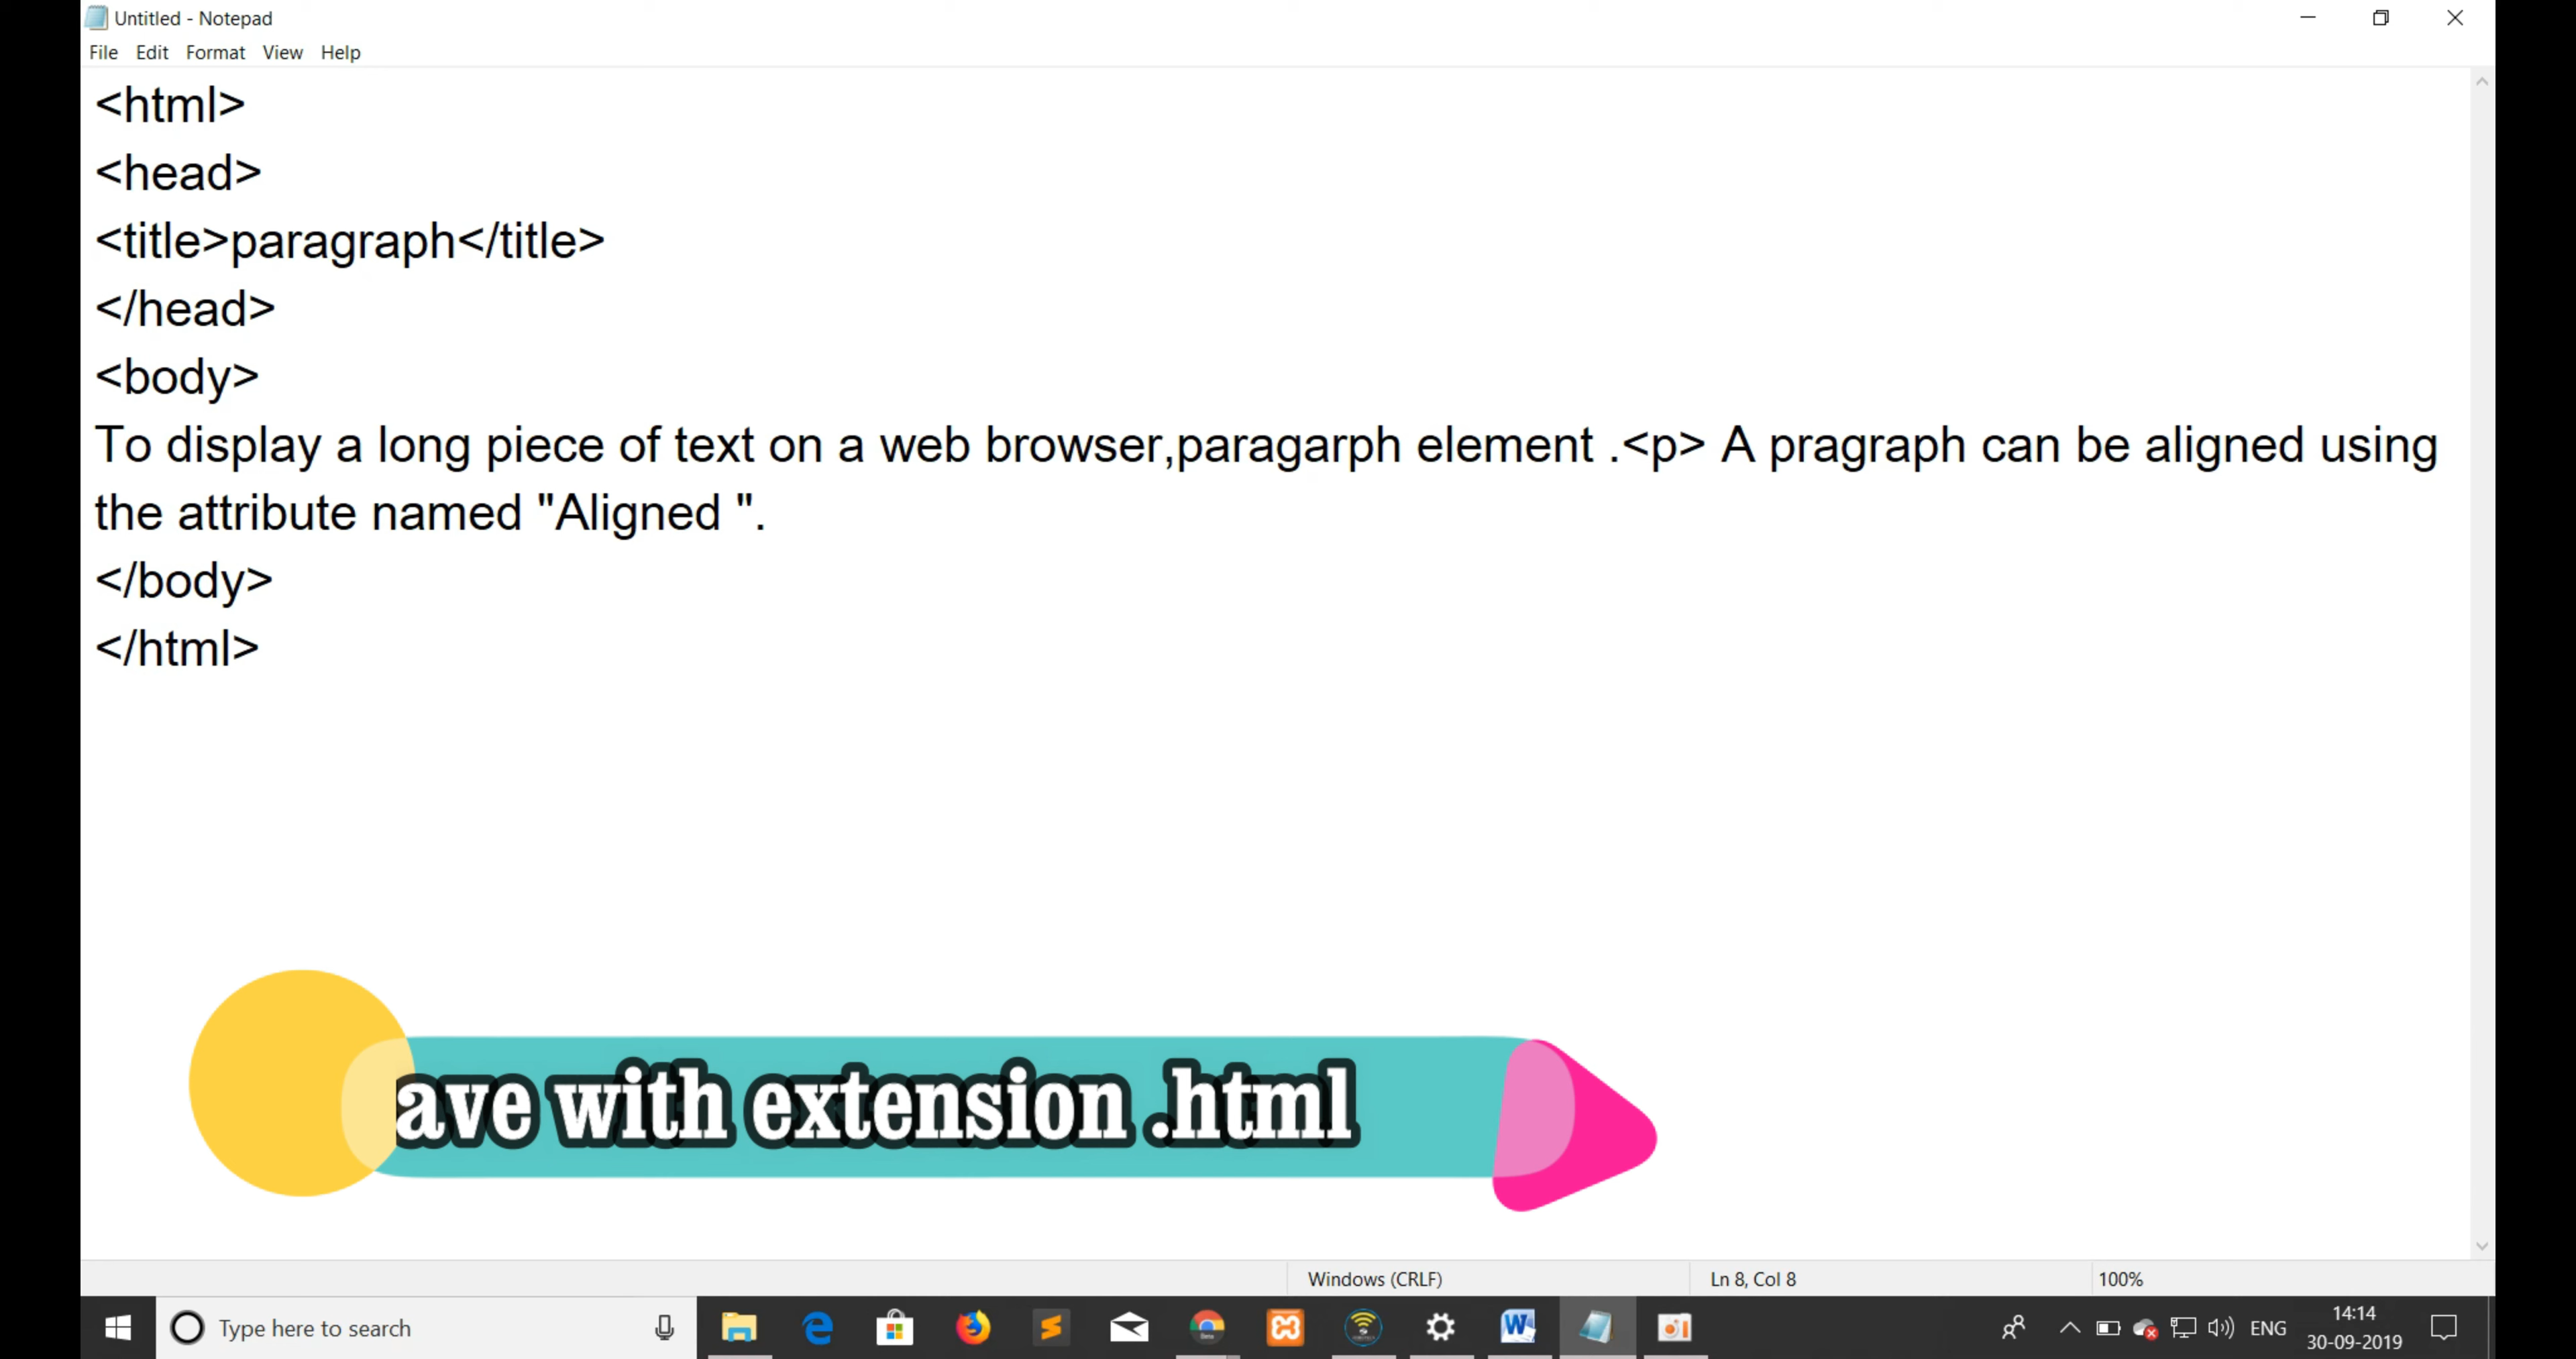 Untitled - Notepad
File Edit Format View Help
<html>
<head>
<title>paragraph</title>
</head>
<body>
To display a long piece of text on a web browser,paragarph element .<p> A pragraph can be aligned using
the attribute named "Aligned ".
</body>
</html>
ave with extension .html
Windows (CRLF)
Ln 8, Col 8
100%
Type here to search
ENG
14:14
30-09-2019